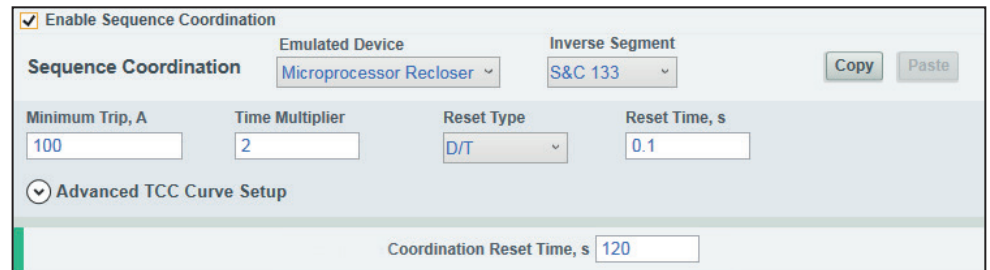 Enable Sequence Coordination
Emulated Device Inverse Segment
Sequence Coordination Microprocessor Recloser S&C 133 Copy Paste
Minimum Trip, A Time Multiplier Reset Type Reset Time, s
100 2 D/T 0.1
Advanced TCC Curve Setup
Coordination Reset Time, s 120